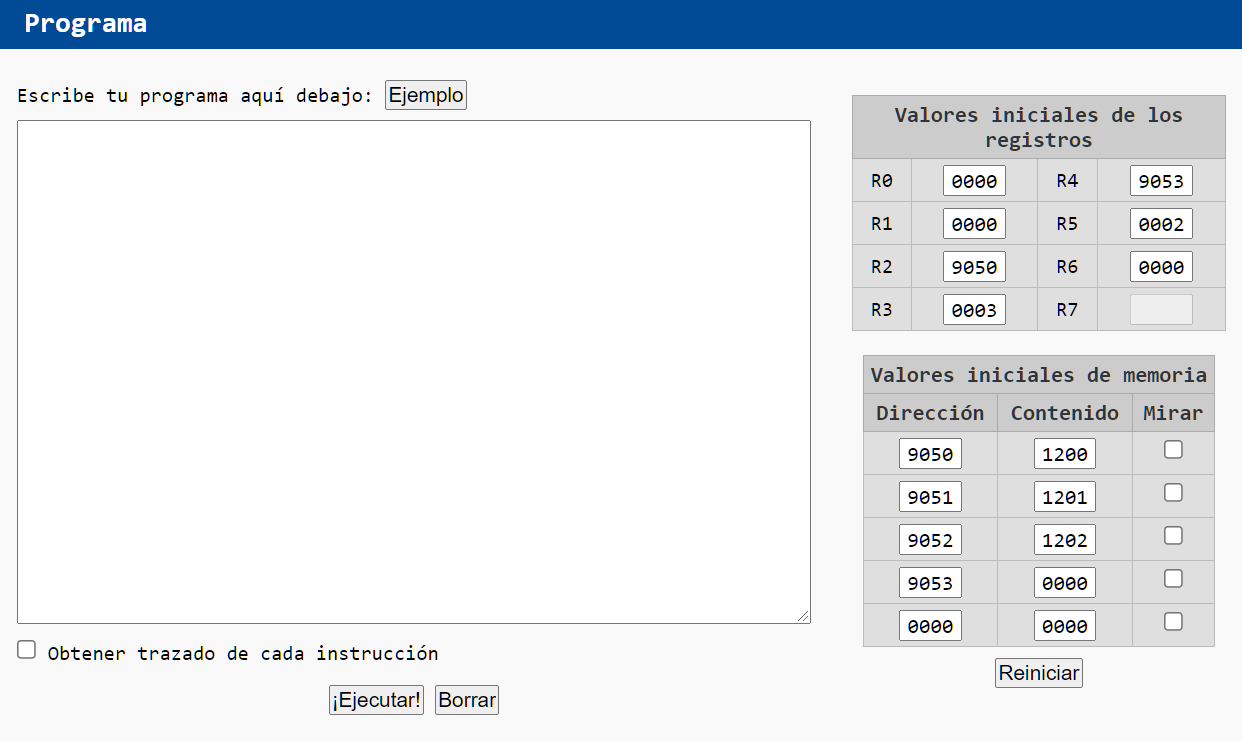 Programa
Escribe tu programa aquí debajo: Ejemplo
Obtener trazado de cada instrucción
¡Ejecutar! Borrar
Valores iniciales de los
registros
R0 0000 R4 9053
R1 0000 R5 0002
R2 9050 R6 0000
R3 0003 R7
Valores iniciales de memoria
Dirección Contenido Mirar
9050 1200
9051 1201
9052 1202
9053 0000
0000 0000
Reiniciar